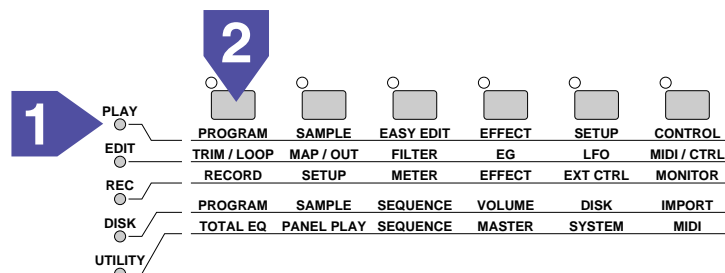 2
1
PLAY
PROGRAM SAMPLE EASY EDIT EFFECT SETUP CONTROL
EDIT
TRIM / LOOP MAP / OUT FILTER EG LFO MIDI / CTRL
REC
RECORD SETUP METER EFFECT EXT CTRL MONITOR
DISK
PROGRAM SAMPLE SEQUENCE VOLUME DISK IMPORT
UTILITY
TOTAL EQ PANEL PLAY SEQUENCE MASTER SYSTEM MIDI